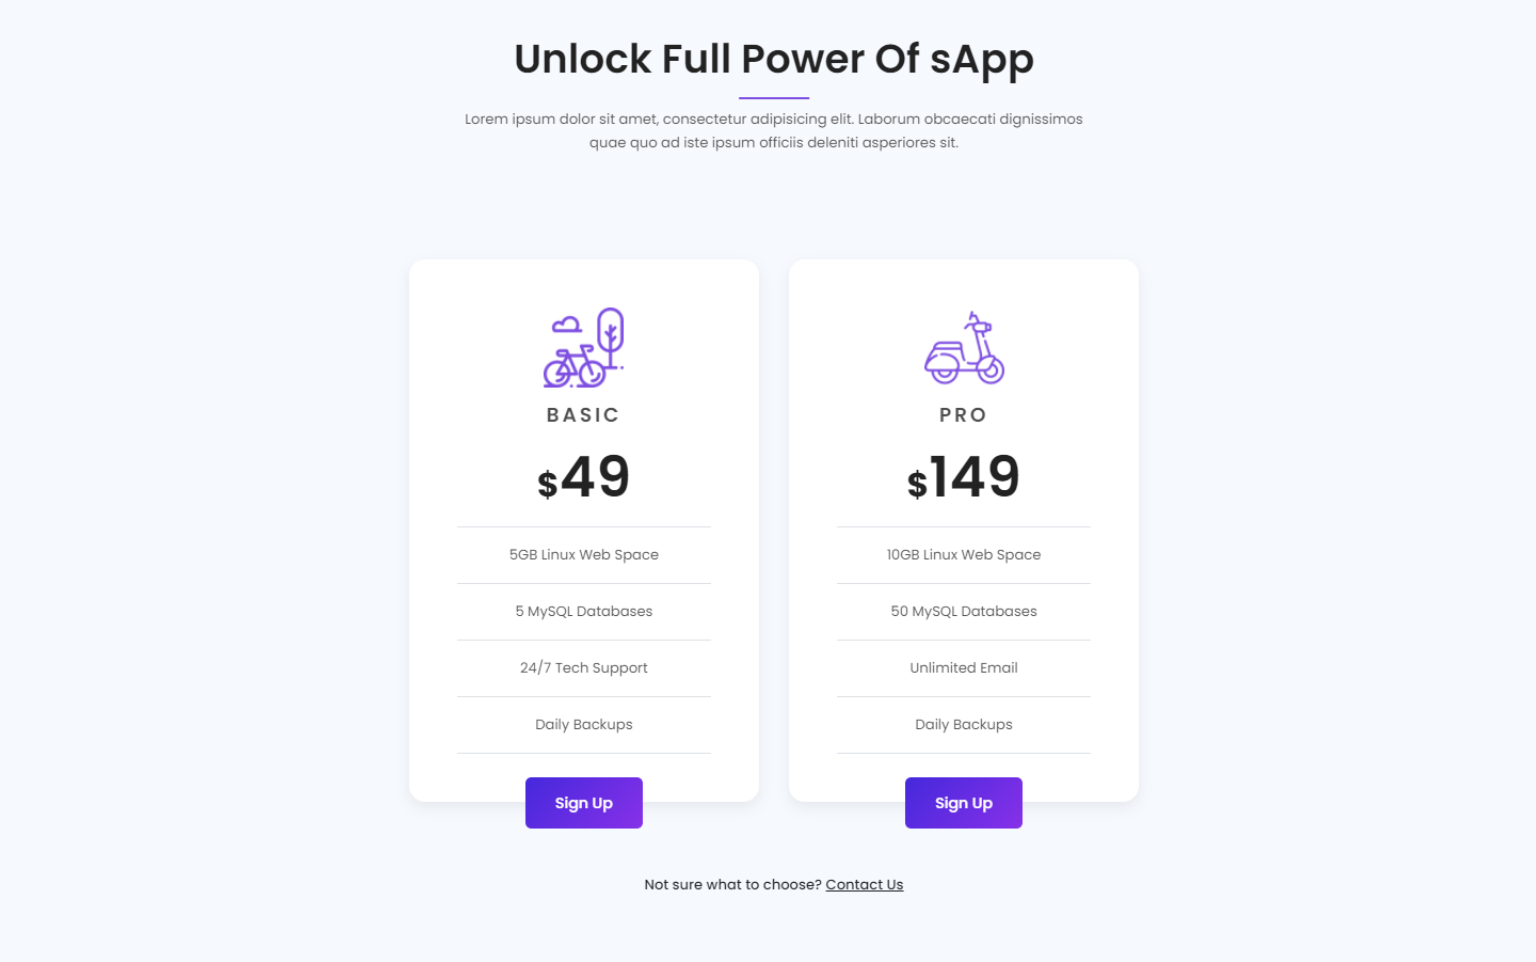 Unlock Full Power Of sApp
Lorem ipsum dolor sit amet, consectetur adipisicing elit. Laborum obcaecati dignissimos
quae quo ad iste ipsum officiis deleniti asperiores sit.
BASIC
$49
5GB Linux Web Space
5 MySQL Databases
24/7 Tech Support
Daily Backups
Sign Up
PRO
$149
10GB Linux Web Space
50 MySQL Databases
Unlimited Email
Daily Backups
Sign Up
Not sure what to choose? Contact Us